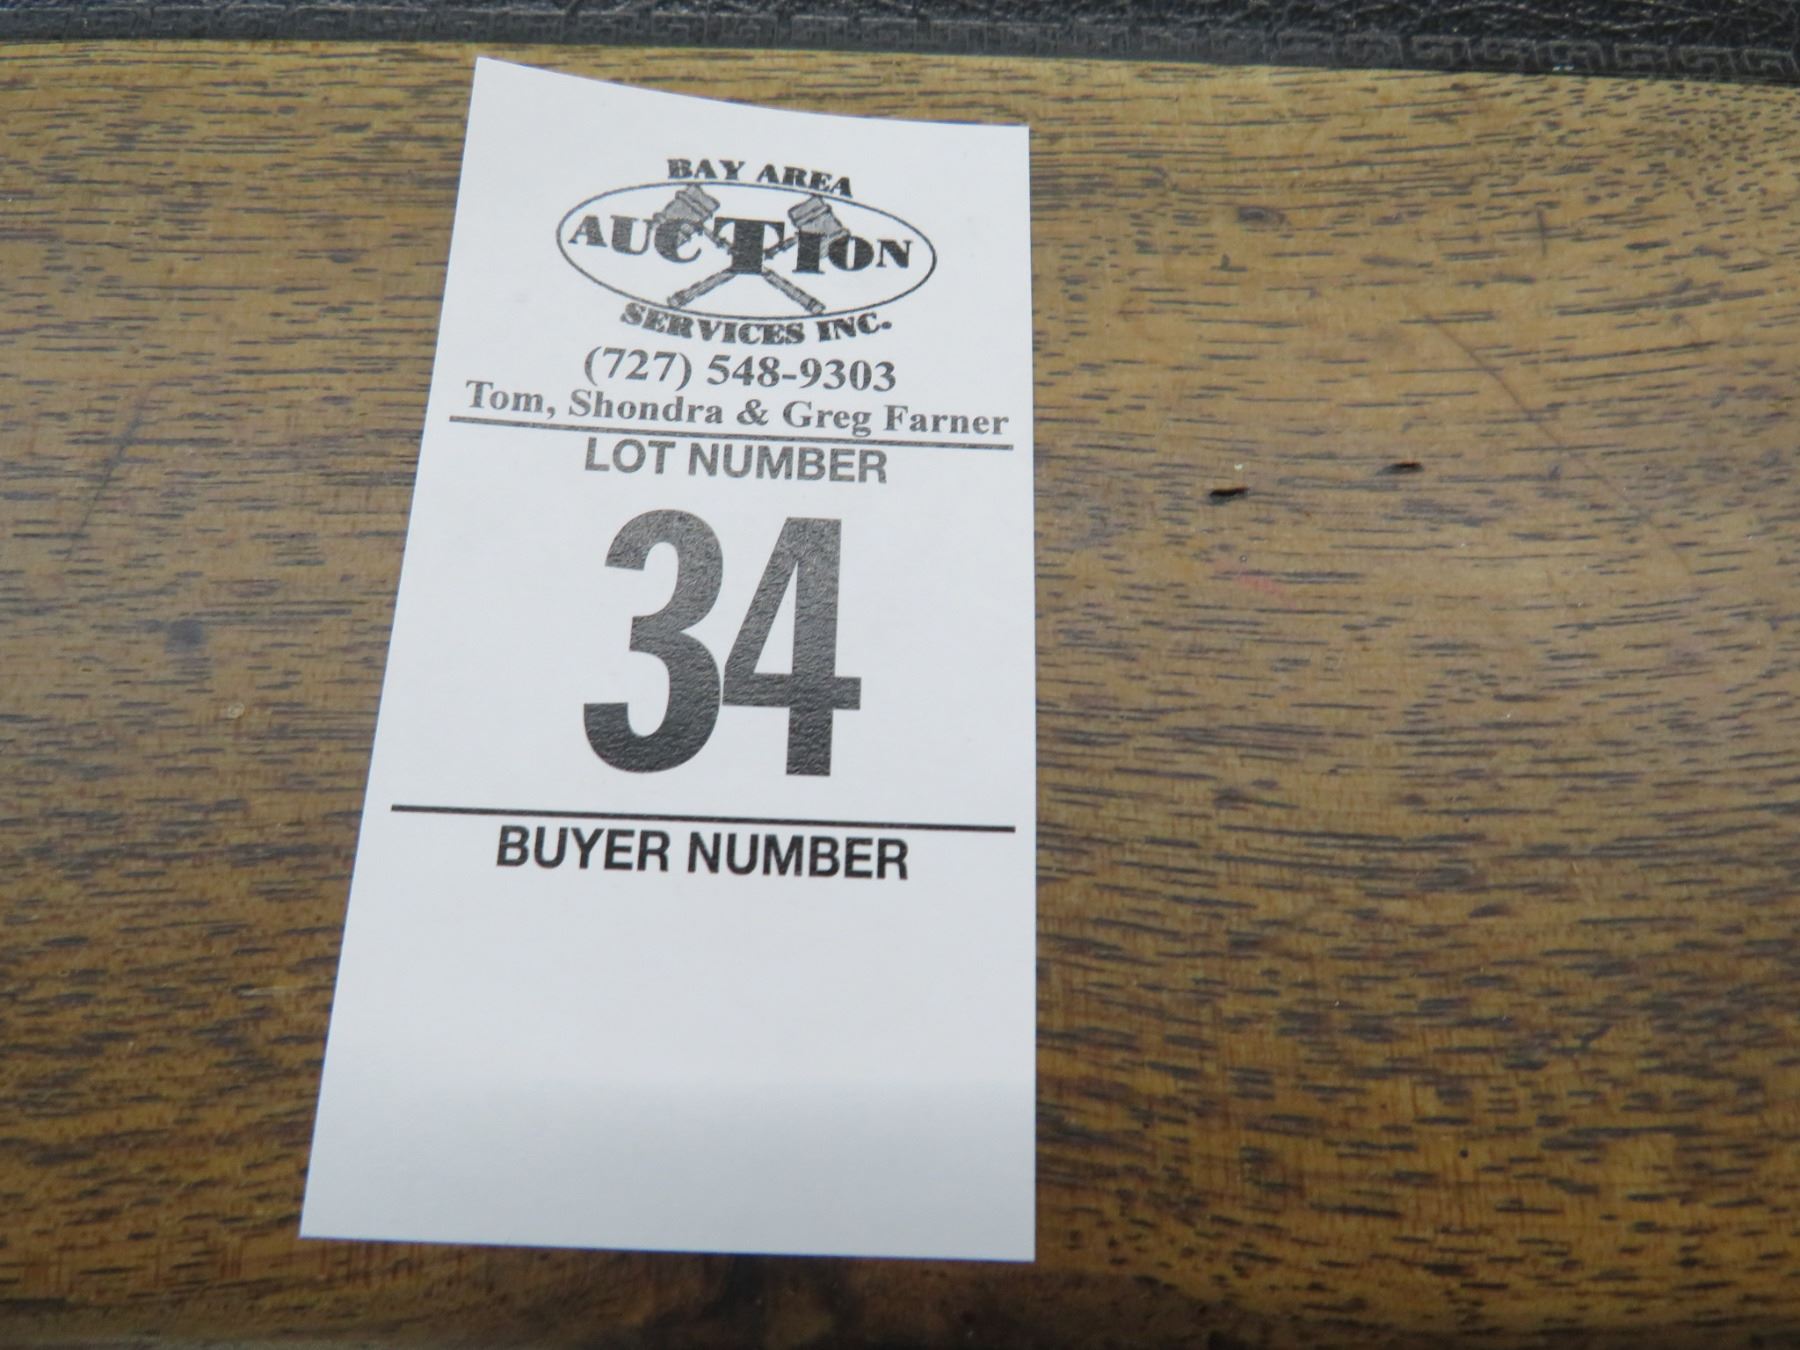 BAY AREA
AUCTION
SERVICES INC.
(727) 548-9303
Tom, Shondra & Greg Farner
LOT NUMBER
34
BUYER NUMBER